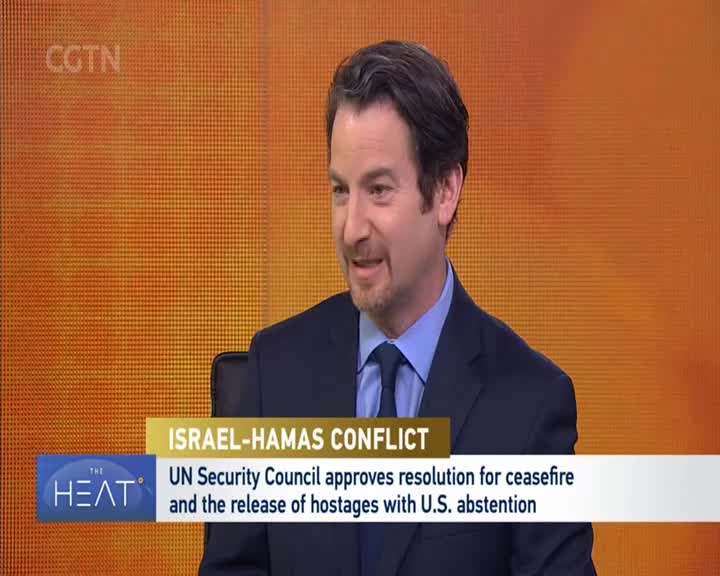 CGTN
ISRAEL-HAMAS CONFLICT
THE
HEAT
UN Security Council approves resolution for ceasefire
and the release of hostages with U.S. abstention